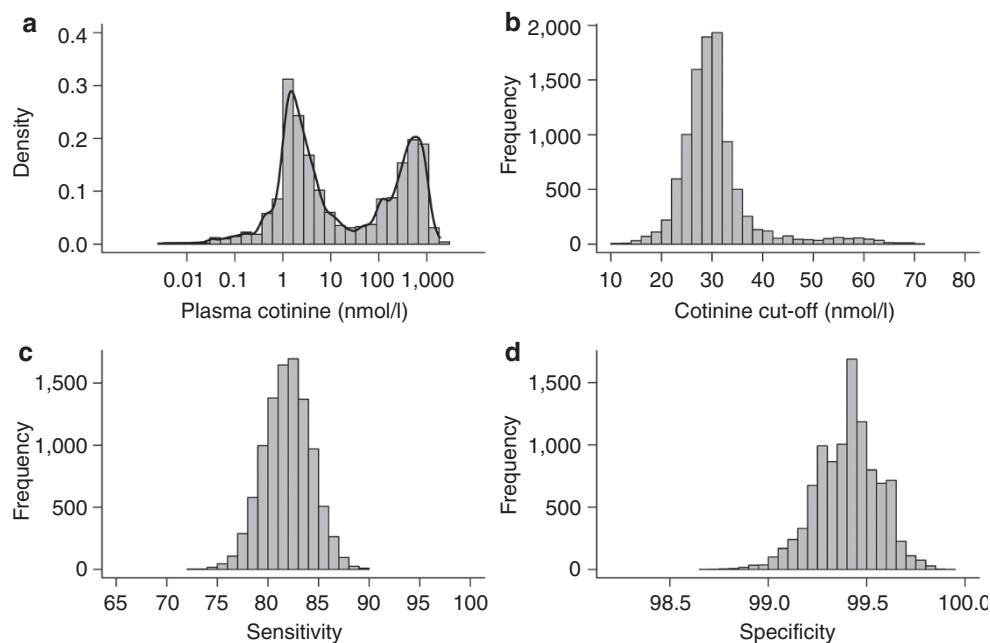 a
Density
0.4
0.3
0.2
0.1
0.0
0.01 0.1 1 10 100 1,000
Plasma cotinine (nmol/l)
b
Frequency
2,000
1,500
1,000
500
0
10 20 30 40 50 60 70 80
Cotinine cut-off (nmol/l)
c
Frequency
1,500
1,000
500
0
65 70 75 80 85 90 95 100
Sensitivity
d
Frequency
1,500
1,000
500
0
98.5 99.0 99.5 100.0
Specificity